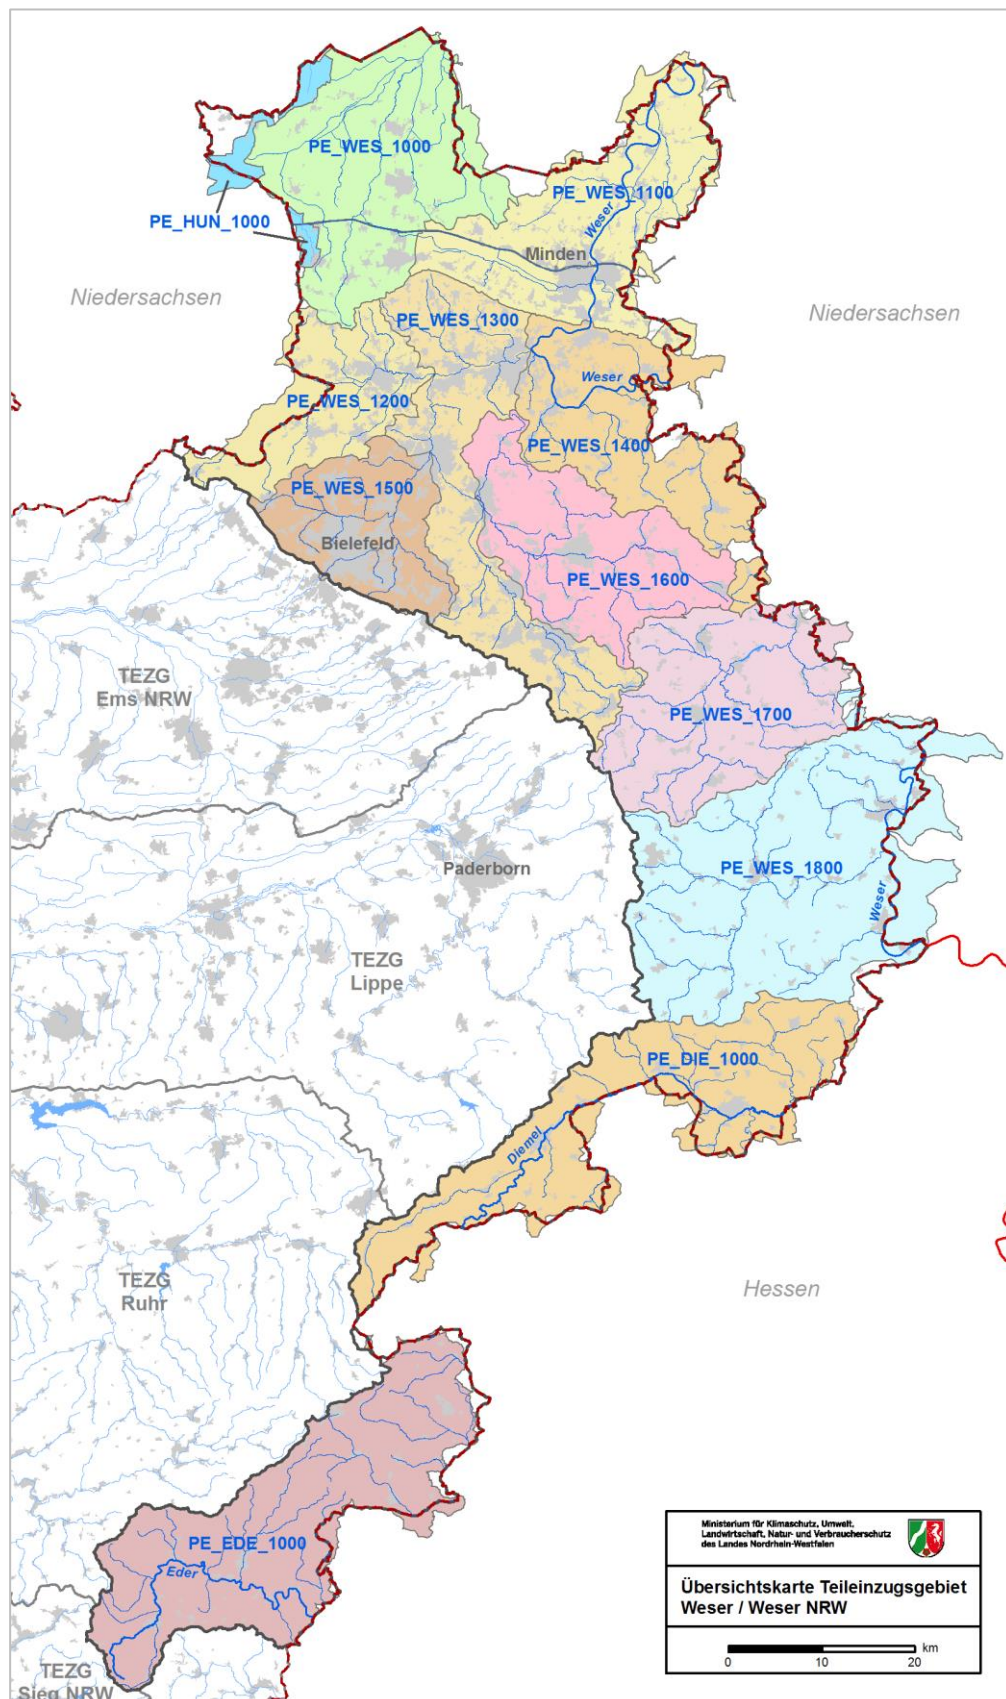 PE_WES_1000
PE_WES_1100
PE_HUN_1000
Weser
Minden
Niedersachsen
Niedersachsen
PE_WES_1300
Weser
PE_WES_1200
PE_WES_1400
PE_WES_1500
Bielefeld
PE_WES_1600
TEZG
Ems NRW
PE_WES_1700
Paderborn
PE_WES_1800
Weser
TEZG
Lippe
PE_DIE_1000
Diemel
TEZG
Ruhr
Hessen
PE_EDE_1000
Eder
TEZG
Sieg NRW
Ministerium für Klimaschutz, Umwelt,
Landwirtschaft, Natur- und Verbraucherschutz
des Landes Nordrhein-Westfalen
Übersichtskarte Teileinzugsgebiet
Weser / Weser NRW
km
0 10 20